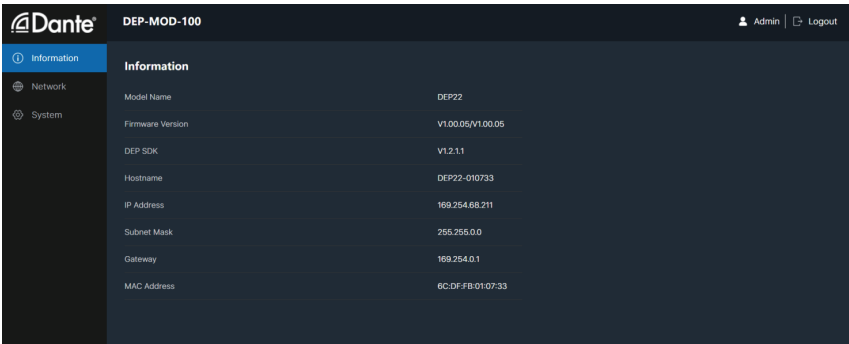 Dante®
DEP-MOD-100
Admin
Logout
Information
Network
System
Information
Model Name DEP22
Firmware Version V1.00.05/V1.00.05
DEP SDK V1.2.1.1
Hostname DEP22-010733
IP Address 169.254.68.211
Subnet Mask 255.255.0.0
Gateway 169.254.0.1
MAC Address 6C:DF:FB:01:07:33